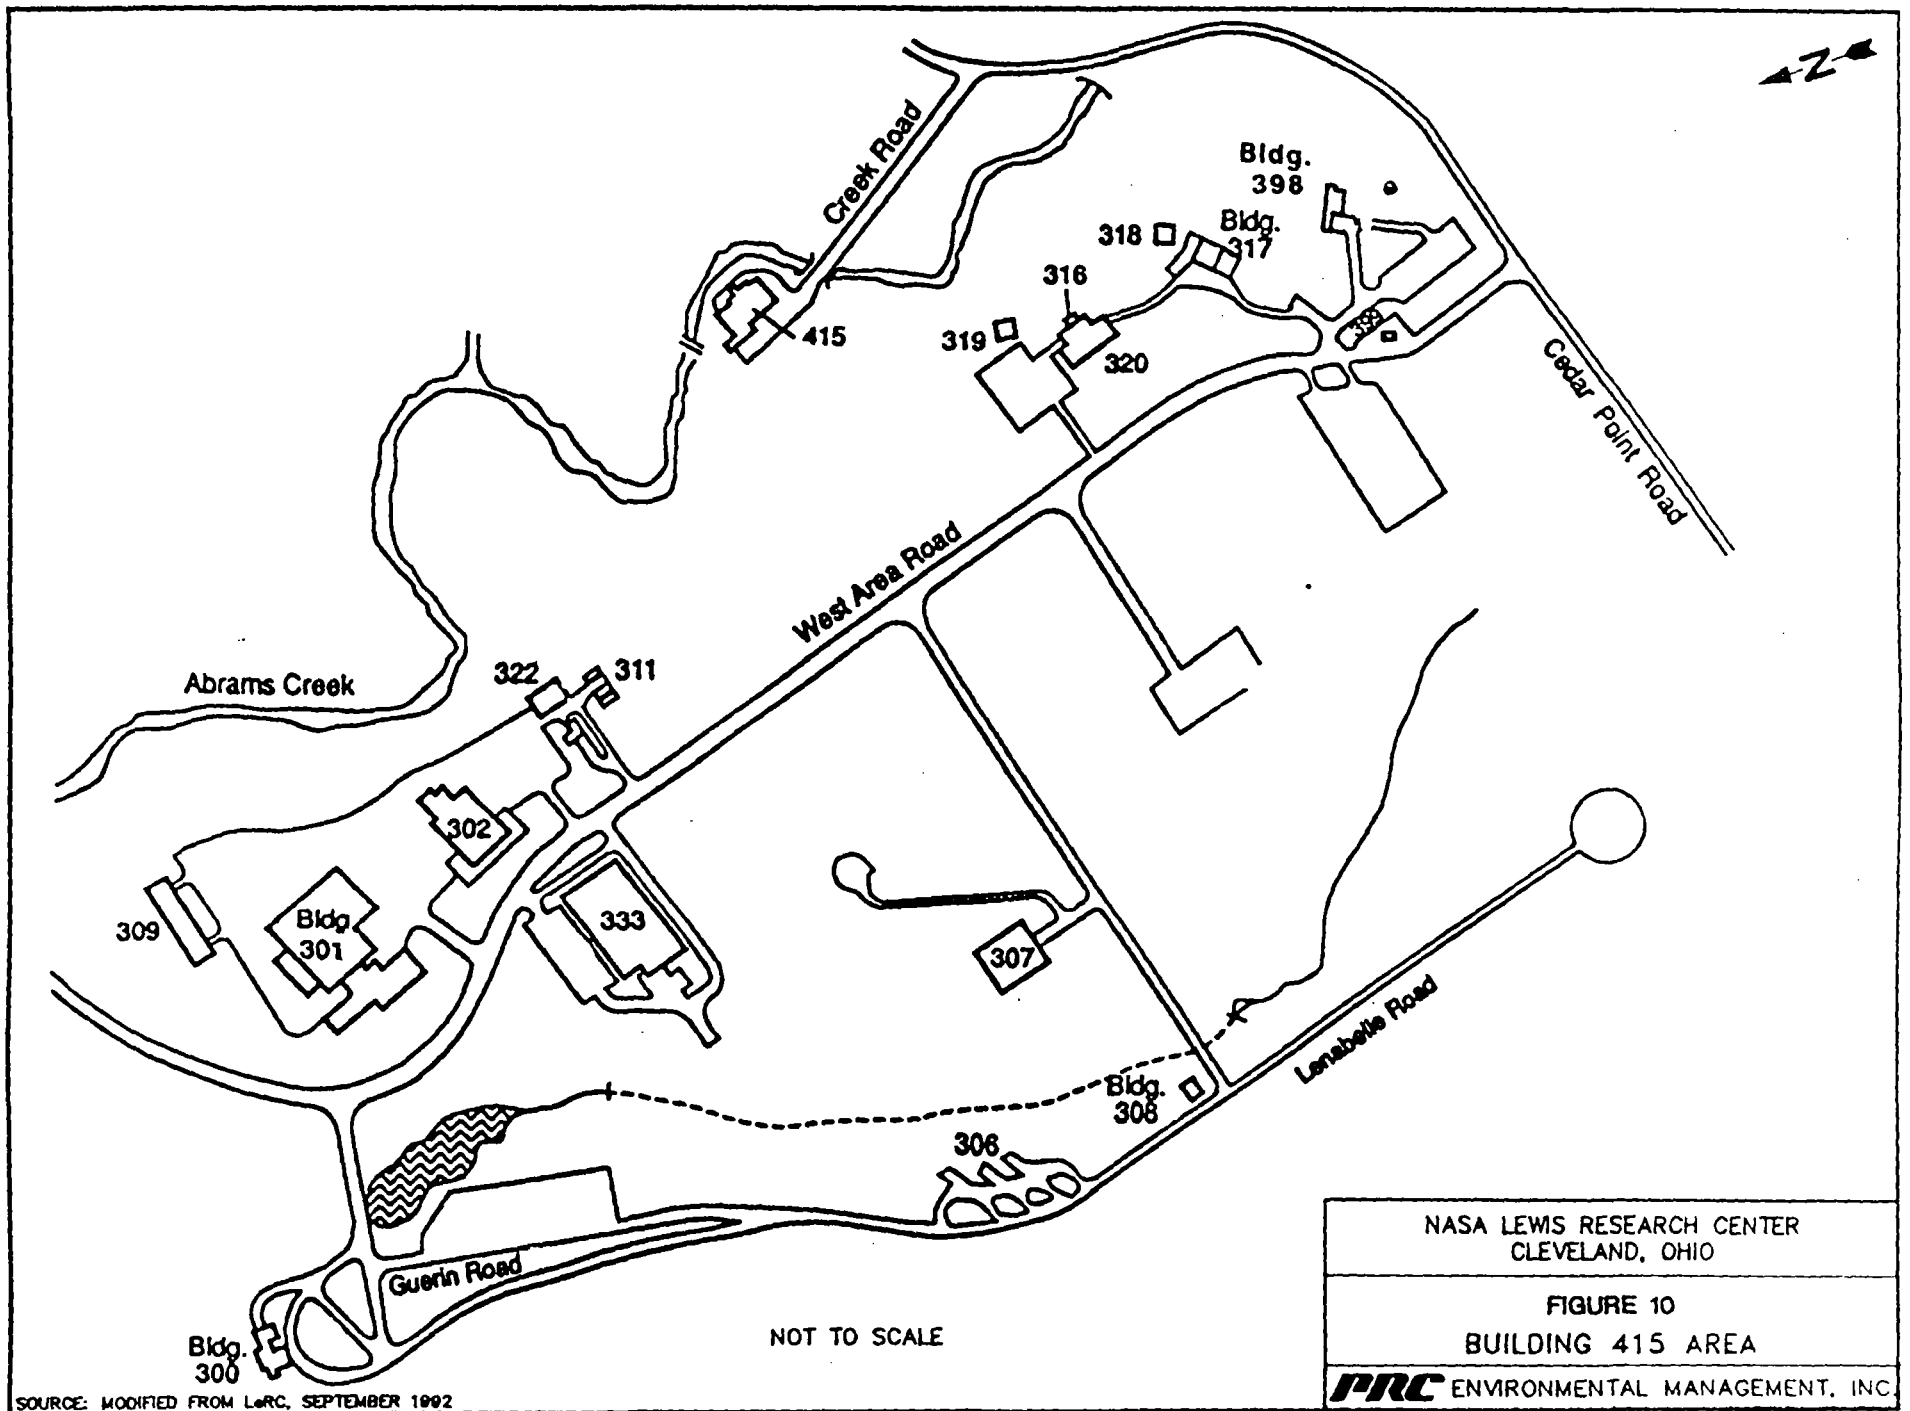 N
Creek Road
Bldg.
398
318
Bldg.
317
316
319
415
320
399
Cedar Point Road
West Area Road
Abrams Creek
322
311
302
309
Bldg
301
333
307
Lenabelle Road
Bldg.
308
306
Guerin Road
Bldg.
300
NOT TO SCALE
NASA LEWIS RESEARCH CENTER
CLEVELAND, OHIO
FIGURE 10
BUILDING 415 AREA
PRC ENVIRONMENTAL MANAGEMENT, INC.
SOURCE: MODIFIED FROM LeRC, SEPTEMBER 1992